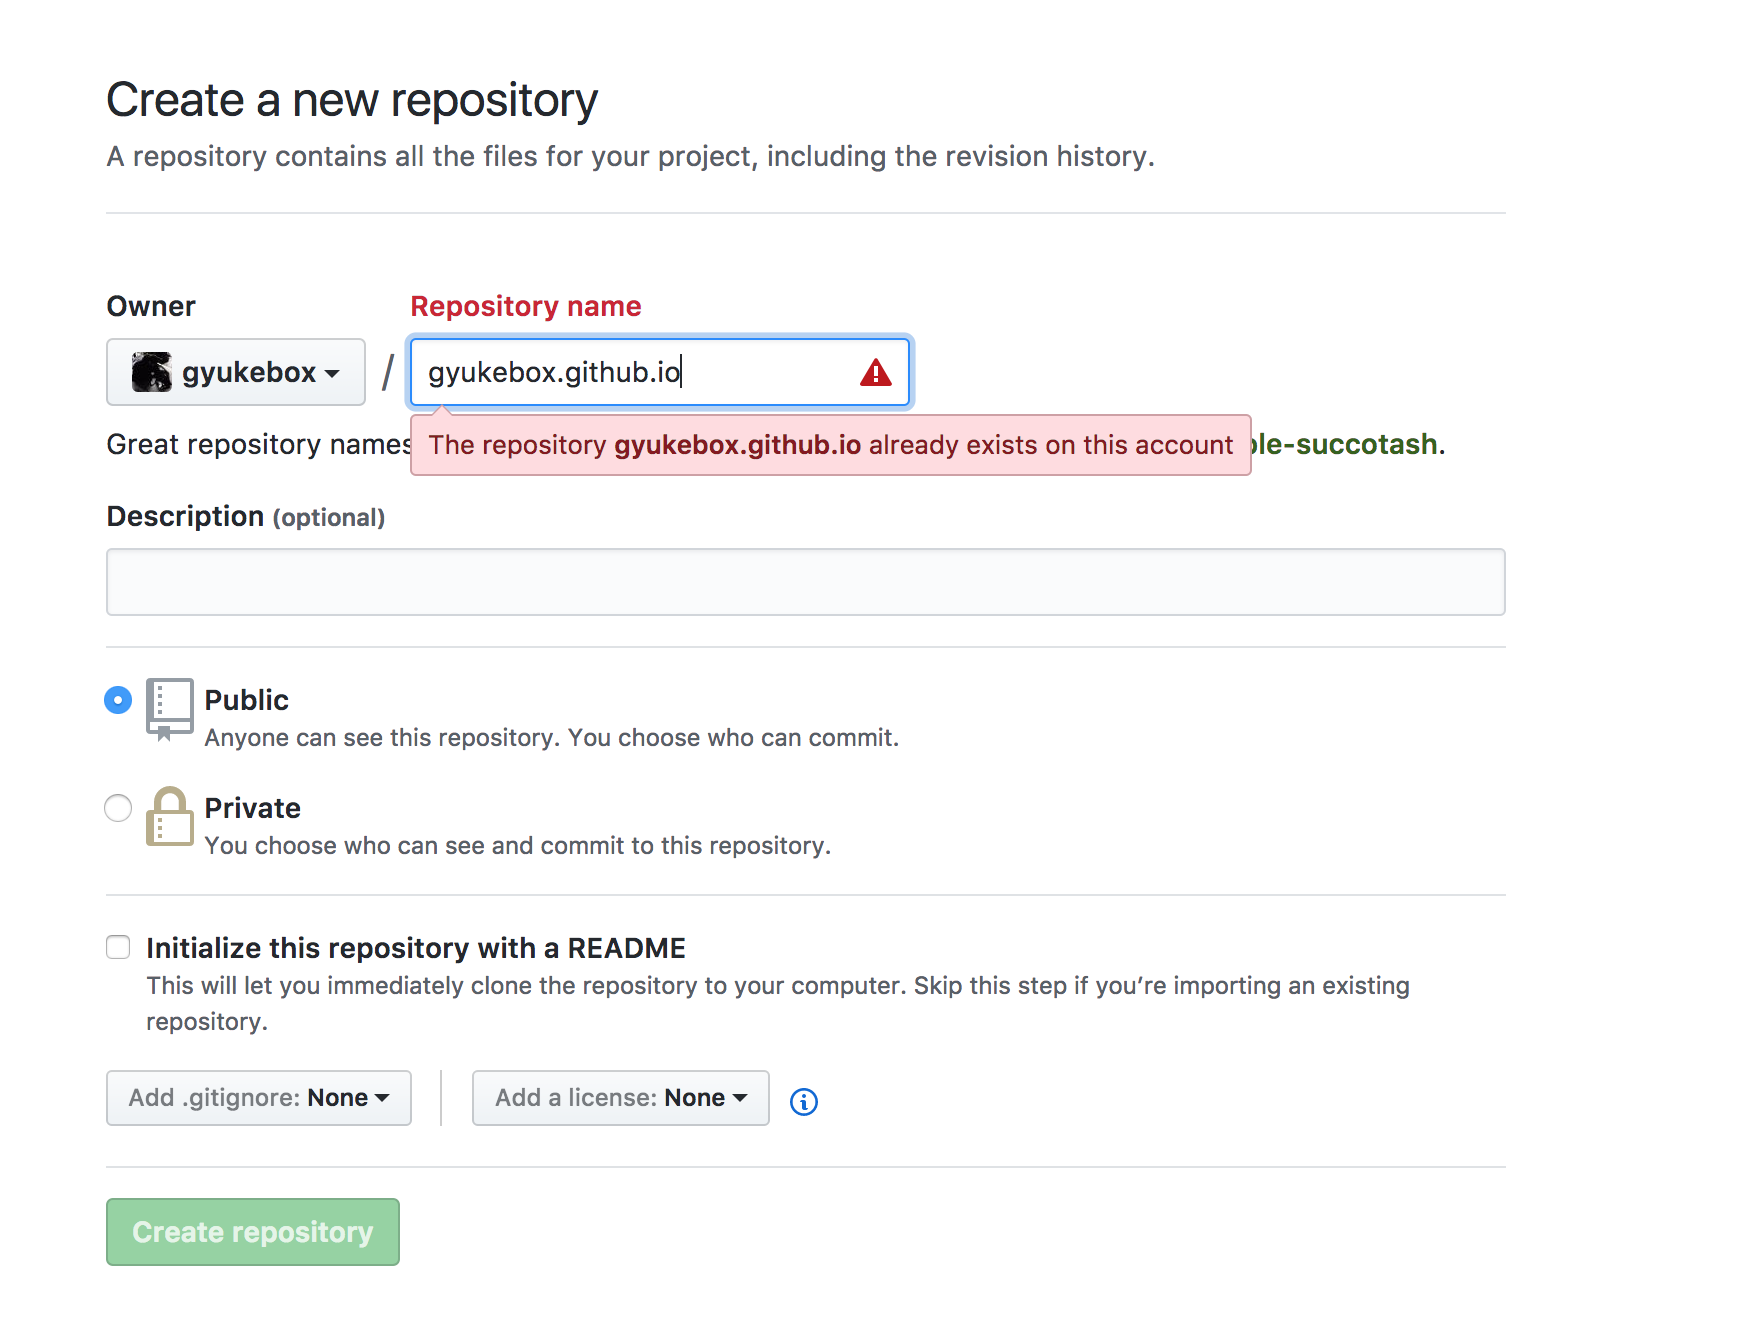 Create a new repository
A repository contains all the files for your project, including the revision history.
Owner
Repository name
gyukebox
/
gyukebox.github.io
Great repository names
The repository gyukebox.github.io already exists on this account
-succotash.
Description (optional)
Public
Anyone can see this repository. You choose who can commit.
Private
You choose who can see and commit to this repository.
Initialize this repository with a README
This will let you immediately clone the repository to your computer. Skip this step if you’re importing an existing
repository.
Add .gitignore: None
Add a license: None
Create repository